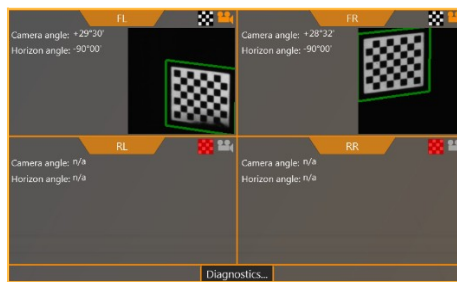 FL
Camera angle: +29°30'
Horizon angle: -90°00'
FR
Camera angle: +28°32'
Horizon angle: -90°00'
RL
Camera angle: n/a
Horizon angle: n/a
RR
Camera angle: n/a
Horizon angle: n/a
Diagnostics...